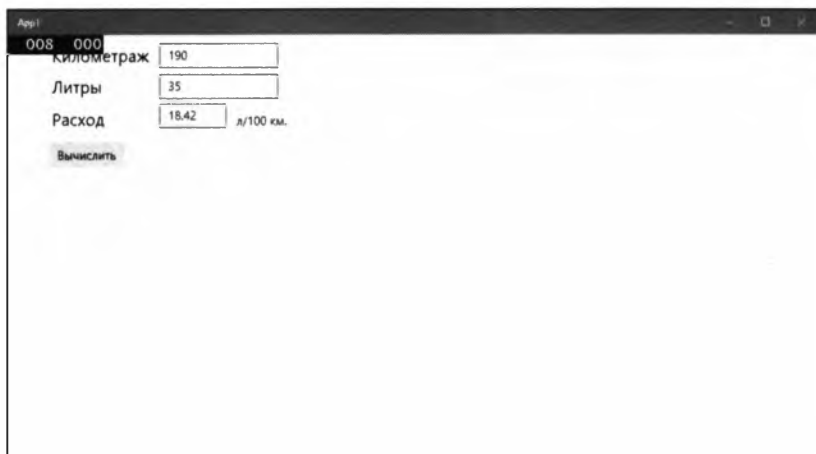 App1
008 000
Километраж 190
Литры 35
Расход 18.42 л/100 км.
Вычислить